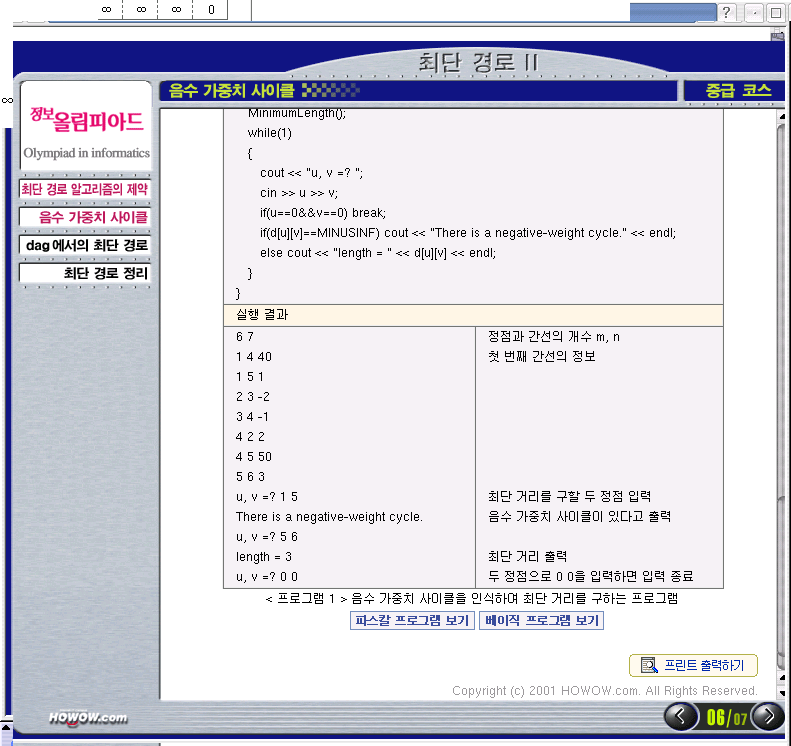 ∞ ∞ ∞ 0
?
∞
최단 경로 II
음수 가중치 사이클
중급 코스
정보올림피아드
Olympiad in informatics
최단 경로 알고리즘의 제약
음수 가중치 사이클
dag에서의 최단 경로
최단 경로 정리
MinimumLength();
while(1)
{
cout << "u, v =? ";
cin >> u >> v;
if(u==0&&v==0) break;
if(d[u][v]==MINUSINF) cout << "There is a negative-weight cycle." << endl;
else cout << "length = " << d[u][v] << endl;
}
}
실행 결과
6 7 정점과 간선의 개수 m, n
1 4 40 첫 번째 간선의 정보
1 5 1
2 3 -2
3 4 -1
4 2 2
4 5 50
5 6 3
u, v =? 1 5 최단 거리를 구할 두 정점 입력
There is a negative-weight cycle. 음수 가중치 사이클이 있다고 출력
u, v =? 5 6
length = 3 최단 거리 출력
u, v =? 0 0 두 정점으로 0 0을 입력하면 입력 종료
< 프로그램 1 > 음수 가중치 사이클을 인식하며 최단 거리를 구하는 프로그램
파스칼 프로그램 보기 베이직 프로그램 보기
프린트 출력하기
Copyright (c) 2001 HOWOW.com. All Rights Reserved.
HOWOW.com
06/07